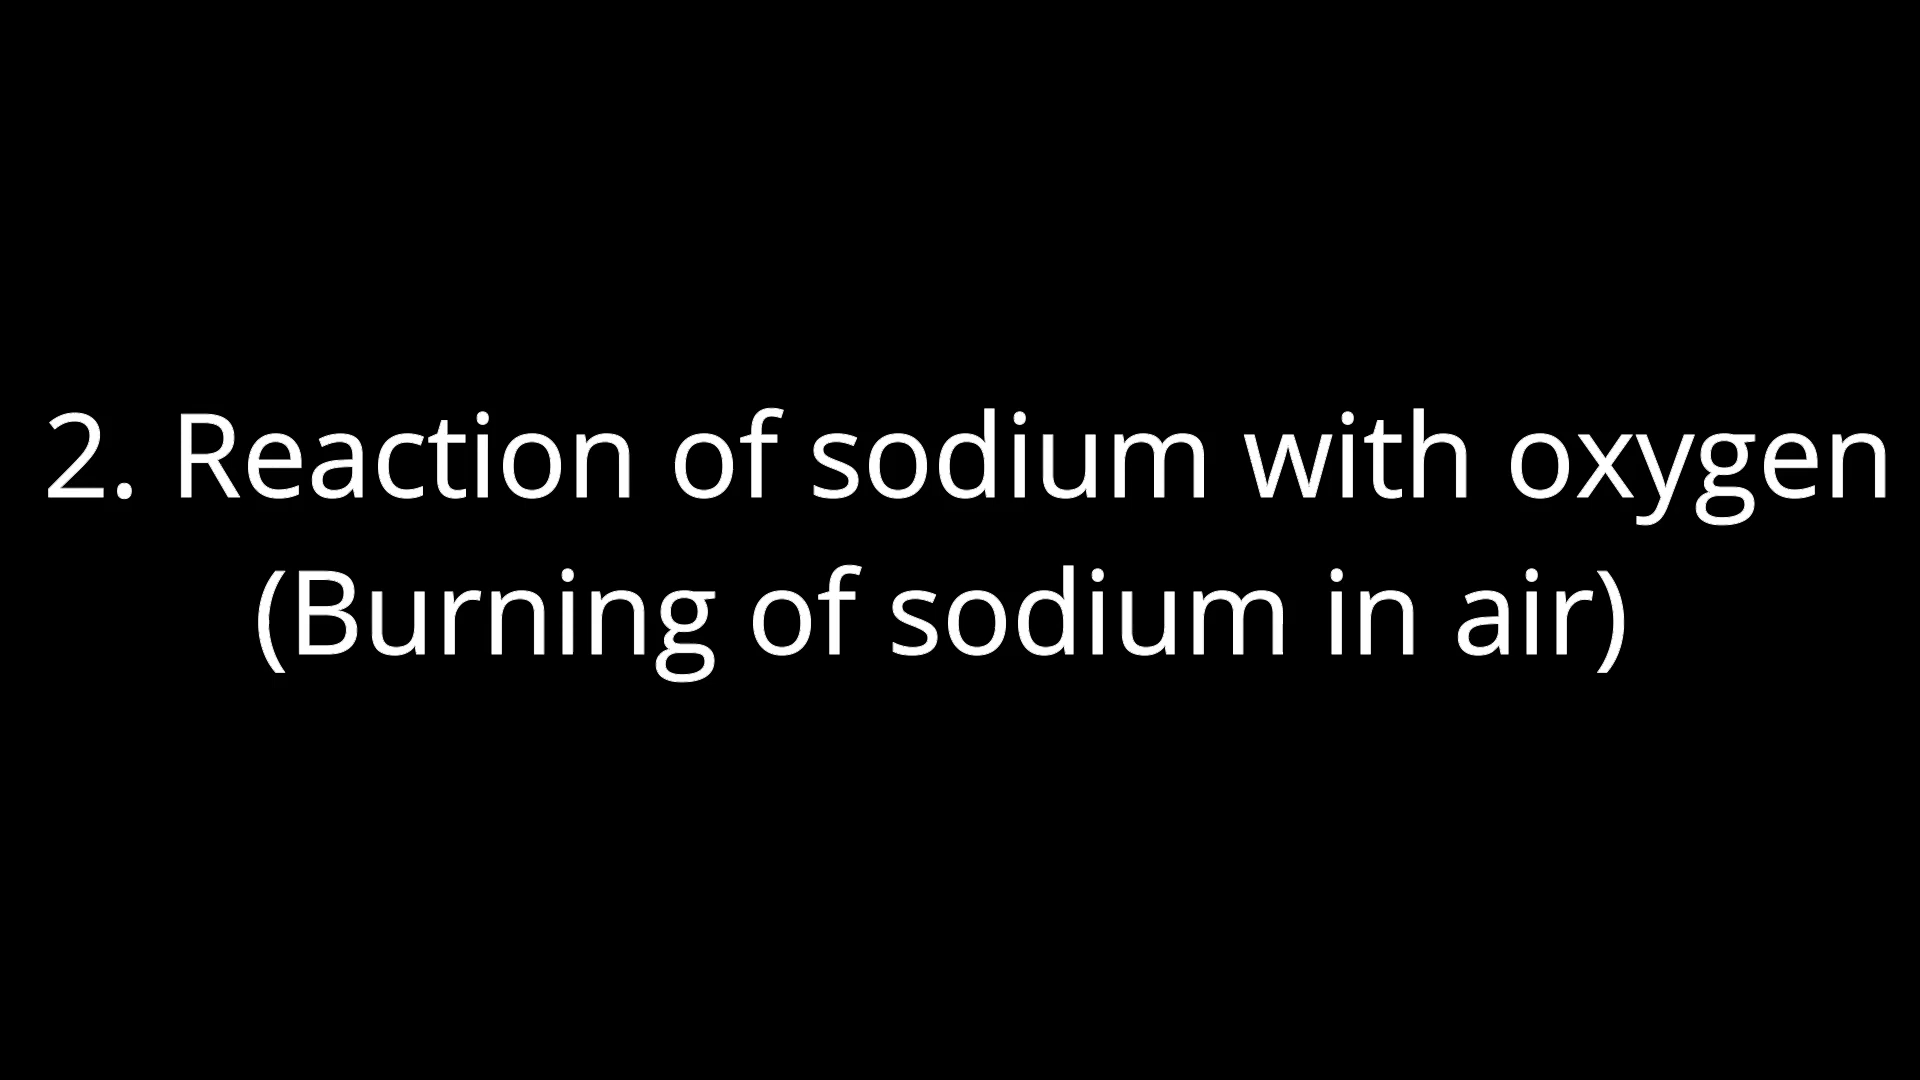 2. Reaction of sodium with oxygen
(Burning of sodium in air)